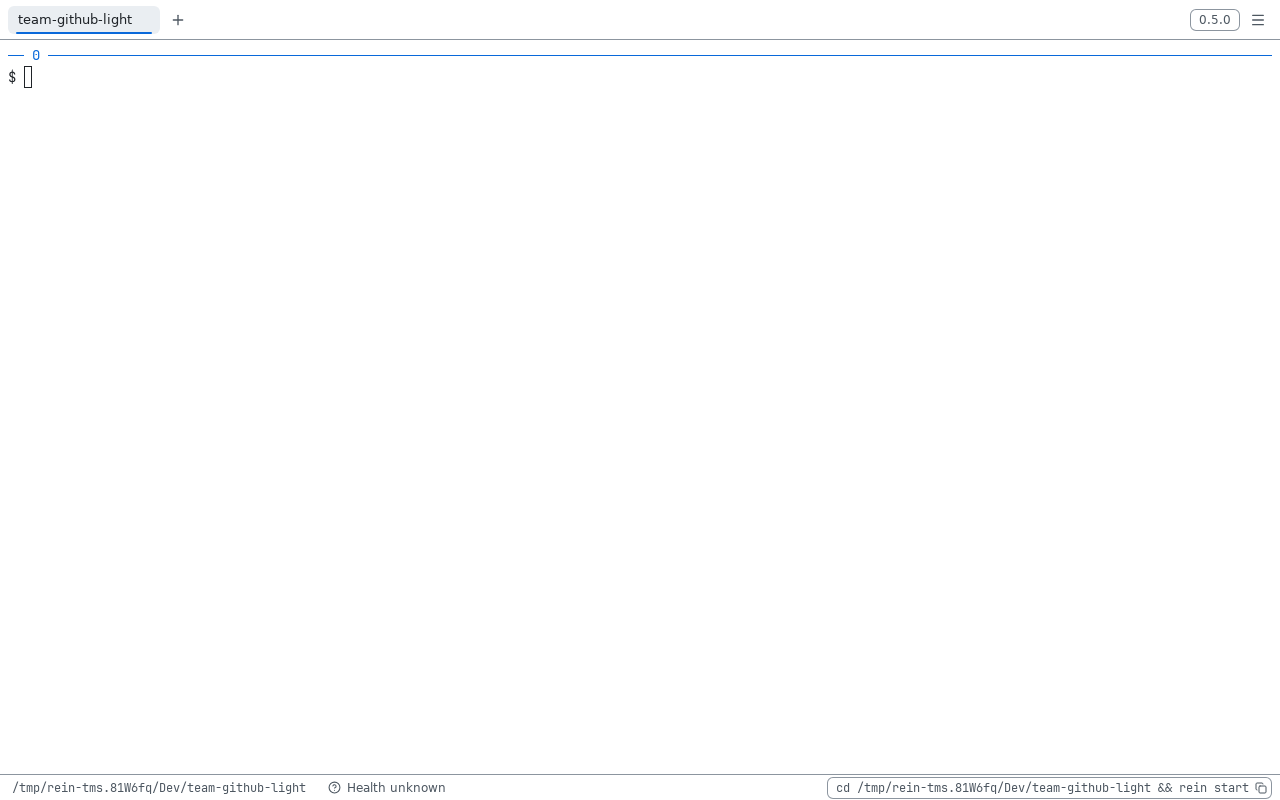 team-github-light
0.5.0
0
$
/tmp/rein-tms.81W6fq/Dev/team-github-light
Health unknown
cd /tmp/rein-tms.81W6fq/Dev/team-github-light && rein start